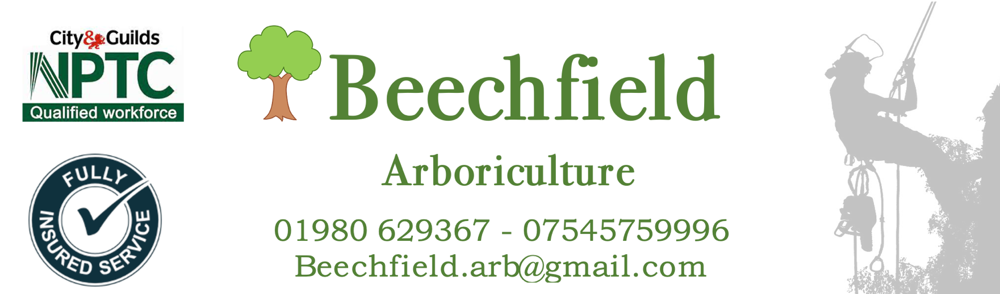 City&Guilds
NPTC
Qualified workforce
FULLY
INSURED SERVICE
Beechfield
Arboriculture
01980 629367 - 07545759996
Beechfield.arb@gmail.com